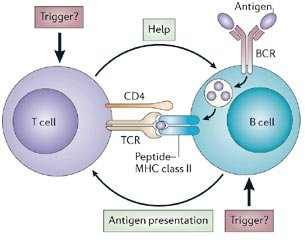 Trigger?
Antigen
Help
BCR
CD4
T cell
B cell
TCR
Peptide–
MHC class II
Antigen presentation
Trigger?